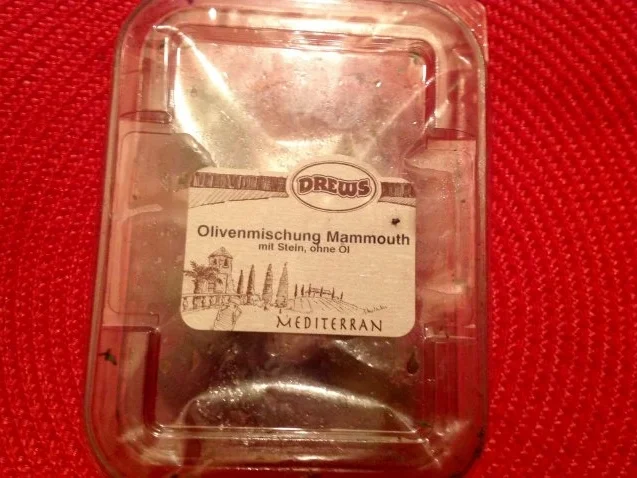 DREWS
Olivenmischung Mammouth
mit Stein, ohne Öl
MEDITERRAN